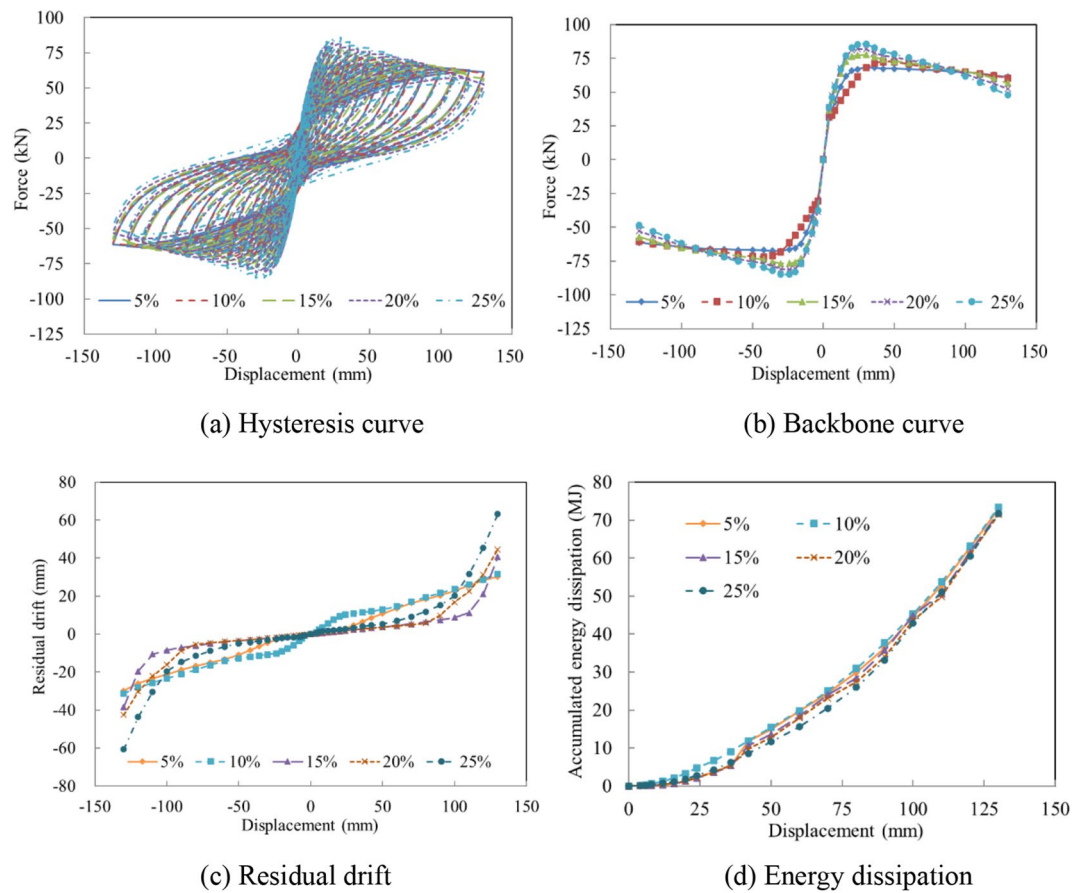 100
75
50
25
0
-25
-50
-75
-100
-125
Force (kN)
5% 10% 15% 20% 25%
-150 -100 -50 0 50 100 150
Displacement (mm)
(a) Hysteresis curve
100
75
50
25
0
-25
-50
-75
-100
-125
Force (kN)
5% 10% 15% 20% 25%
-150 -100 -50 0 50 100 150
Displacement (mm)
(b) Backbone curve
80
60
40
20
0
-20
-40
-60
-80
Residual drift (mm)
5% 10% 15% 20% 25%
-150 -100 -50 0 50 100 150
Displacement (mm)
(c) Residual drift
80
70
60
50
40
30
20
10
0
Accumulated energy dissipation (MJ)
5% 10%
15% 20%
25%
0 25 50 75 100 125 150
Displacement (mm)
(d) Energy dissipation